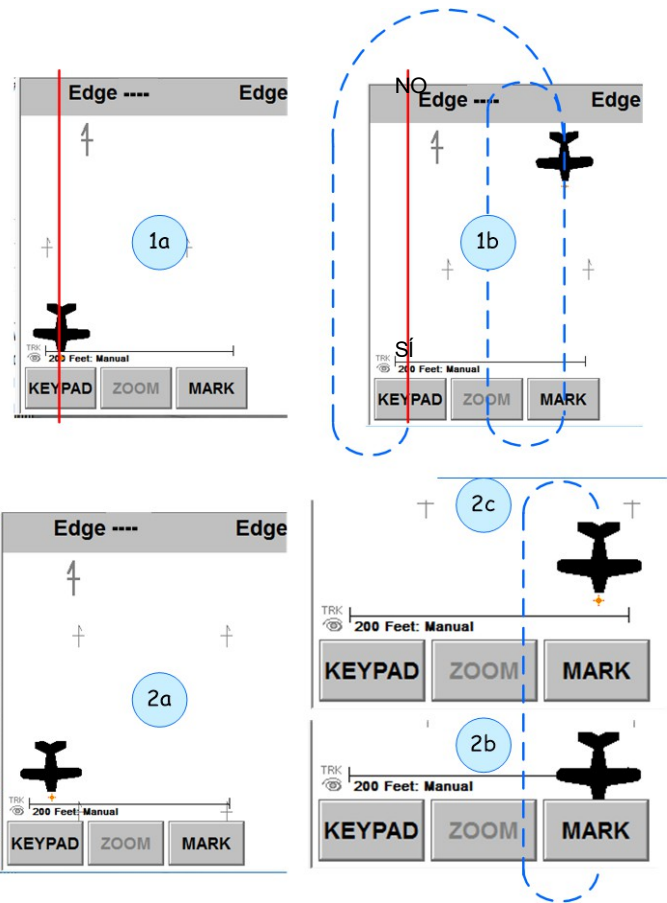 Edge ---- Edge
1a
TRK
200 Feet: Manual
KEYPAD ZOOM MARK
NO
Edge ---- Edge
1b
SÍ
TRK
200 Feet: Manual
KEYPAD ZOOM MARK
Edge ---- Edge
2a
TRK
200 Feet: Manual
KEYPAD ZOOM MARK
2c
TRK
200 Feet: Manual
KEYPAD ZOOM MARK
2b
TRK
200 Feet: Manual
KEYPAD ZOOM MARK